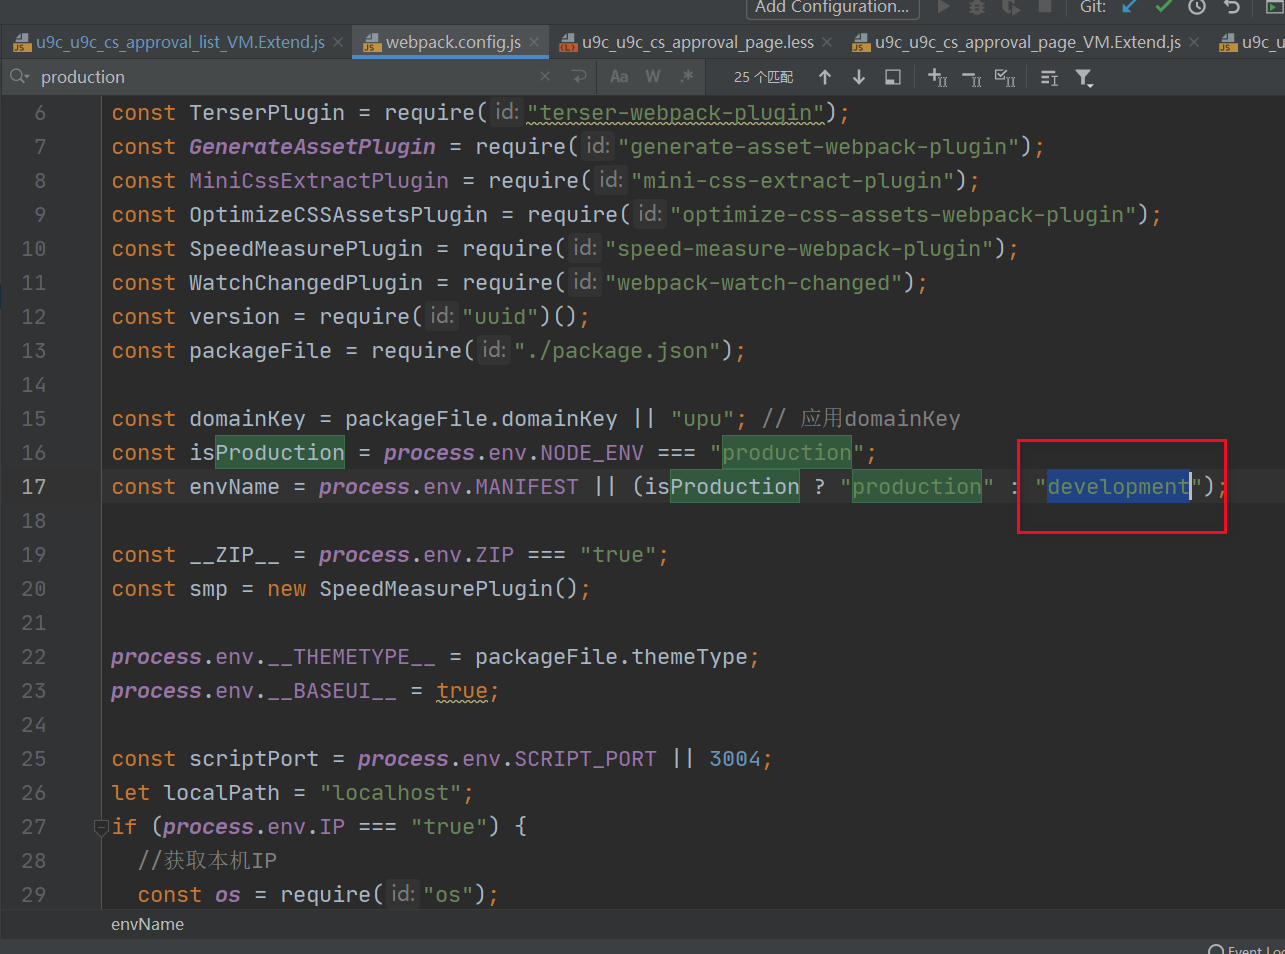 Add Configuration...
Git:
u9c_u9c_cs_approval_list_VM.Extend.js
webpack.config.js
u9c_u9c_cs_approval_page.less
u9c_u9c_cs_approval_page_VM.Extend.js
u9c_u
production
Aa W .* 25 个匹配
6 const TerserPlugin = require( id: "terser-webpack-plugin");
7 const GenerateAssetPlugin = require( id: "generate-asset-webpack-plugin");
8 const MiniCssExtractPlugin = require( id: "mini-css-extract-plugin");
9 const OptimizeCSSAssetsPlugin = require( id: "optimize-css-assets-webpack-plugin");
10 const SpeedMeasurePlugin = require( id: "speed-measure-webpack-plugin");
11 const WatchChangedPlugin = require( id: "webpack-watch-changed");
12 const version = require( id: "uuid")();
13 const packageFile = require( id: "./package.json");
14
15 const domainKey = packageFile.domainKey || "upu"; // 应用domainKey
16 const isProduction = process.env.NODE_ENV === "production";
17 const envName = process.env.MANIFEST || (isProduction ? "production" : "development");
18
19 const __ZIP__ = process.env.ZIP === "true";
20 const smp = new SpeedMeasurePlugin();
21
22 process.env.__THEMETYPE__ = packageFile.themeType;
23 process.env.__BASEUI__ = true;
24
25 const scriptPort = process.env.SCRIPT_PORT || 3004;
26 let localPath = "localhost";
27 if (process.env.IP === "true") {
28 //获取本机IP
29 const os = require( id: "os");
envName
Event Loc